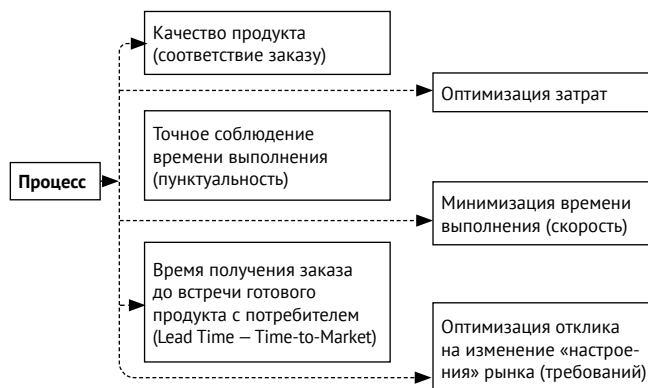 Качество продукта
(соответствие заказу)
Оптимизация затрат
Точное соблюдение
времени выполнения
(пунктуальность)
Процесс
Минимизация времени
выполнения (скорость)
Время получения заказа
до встречи готового
продукта с потребителем
(Lead Time — Time-to-Market)
Оптимизация отклика
на изменение «настрое-
ния» рынка (требований)